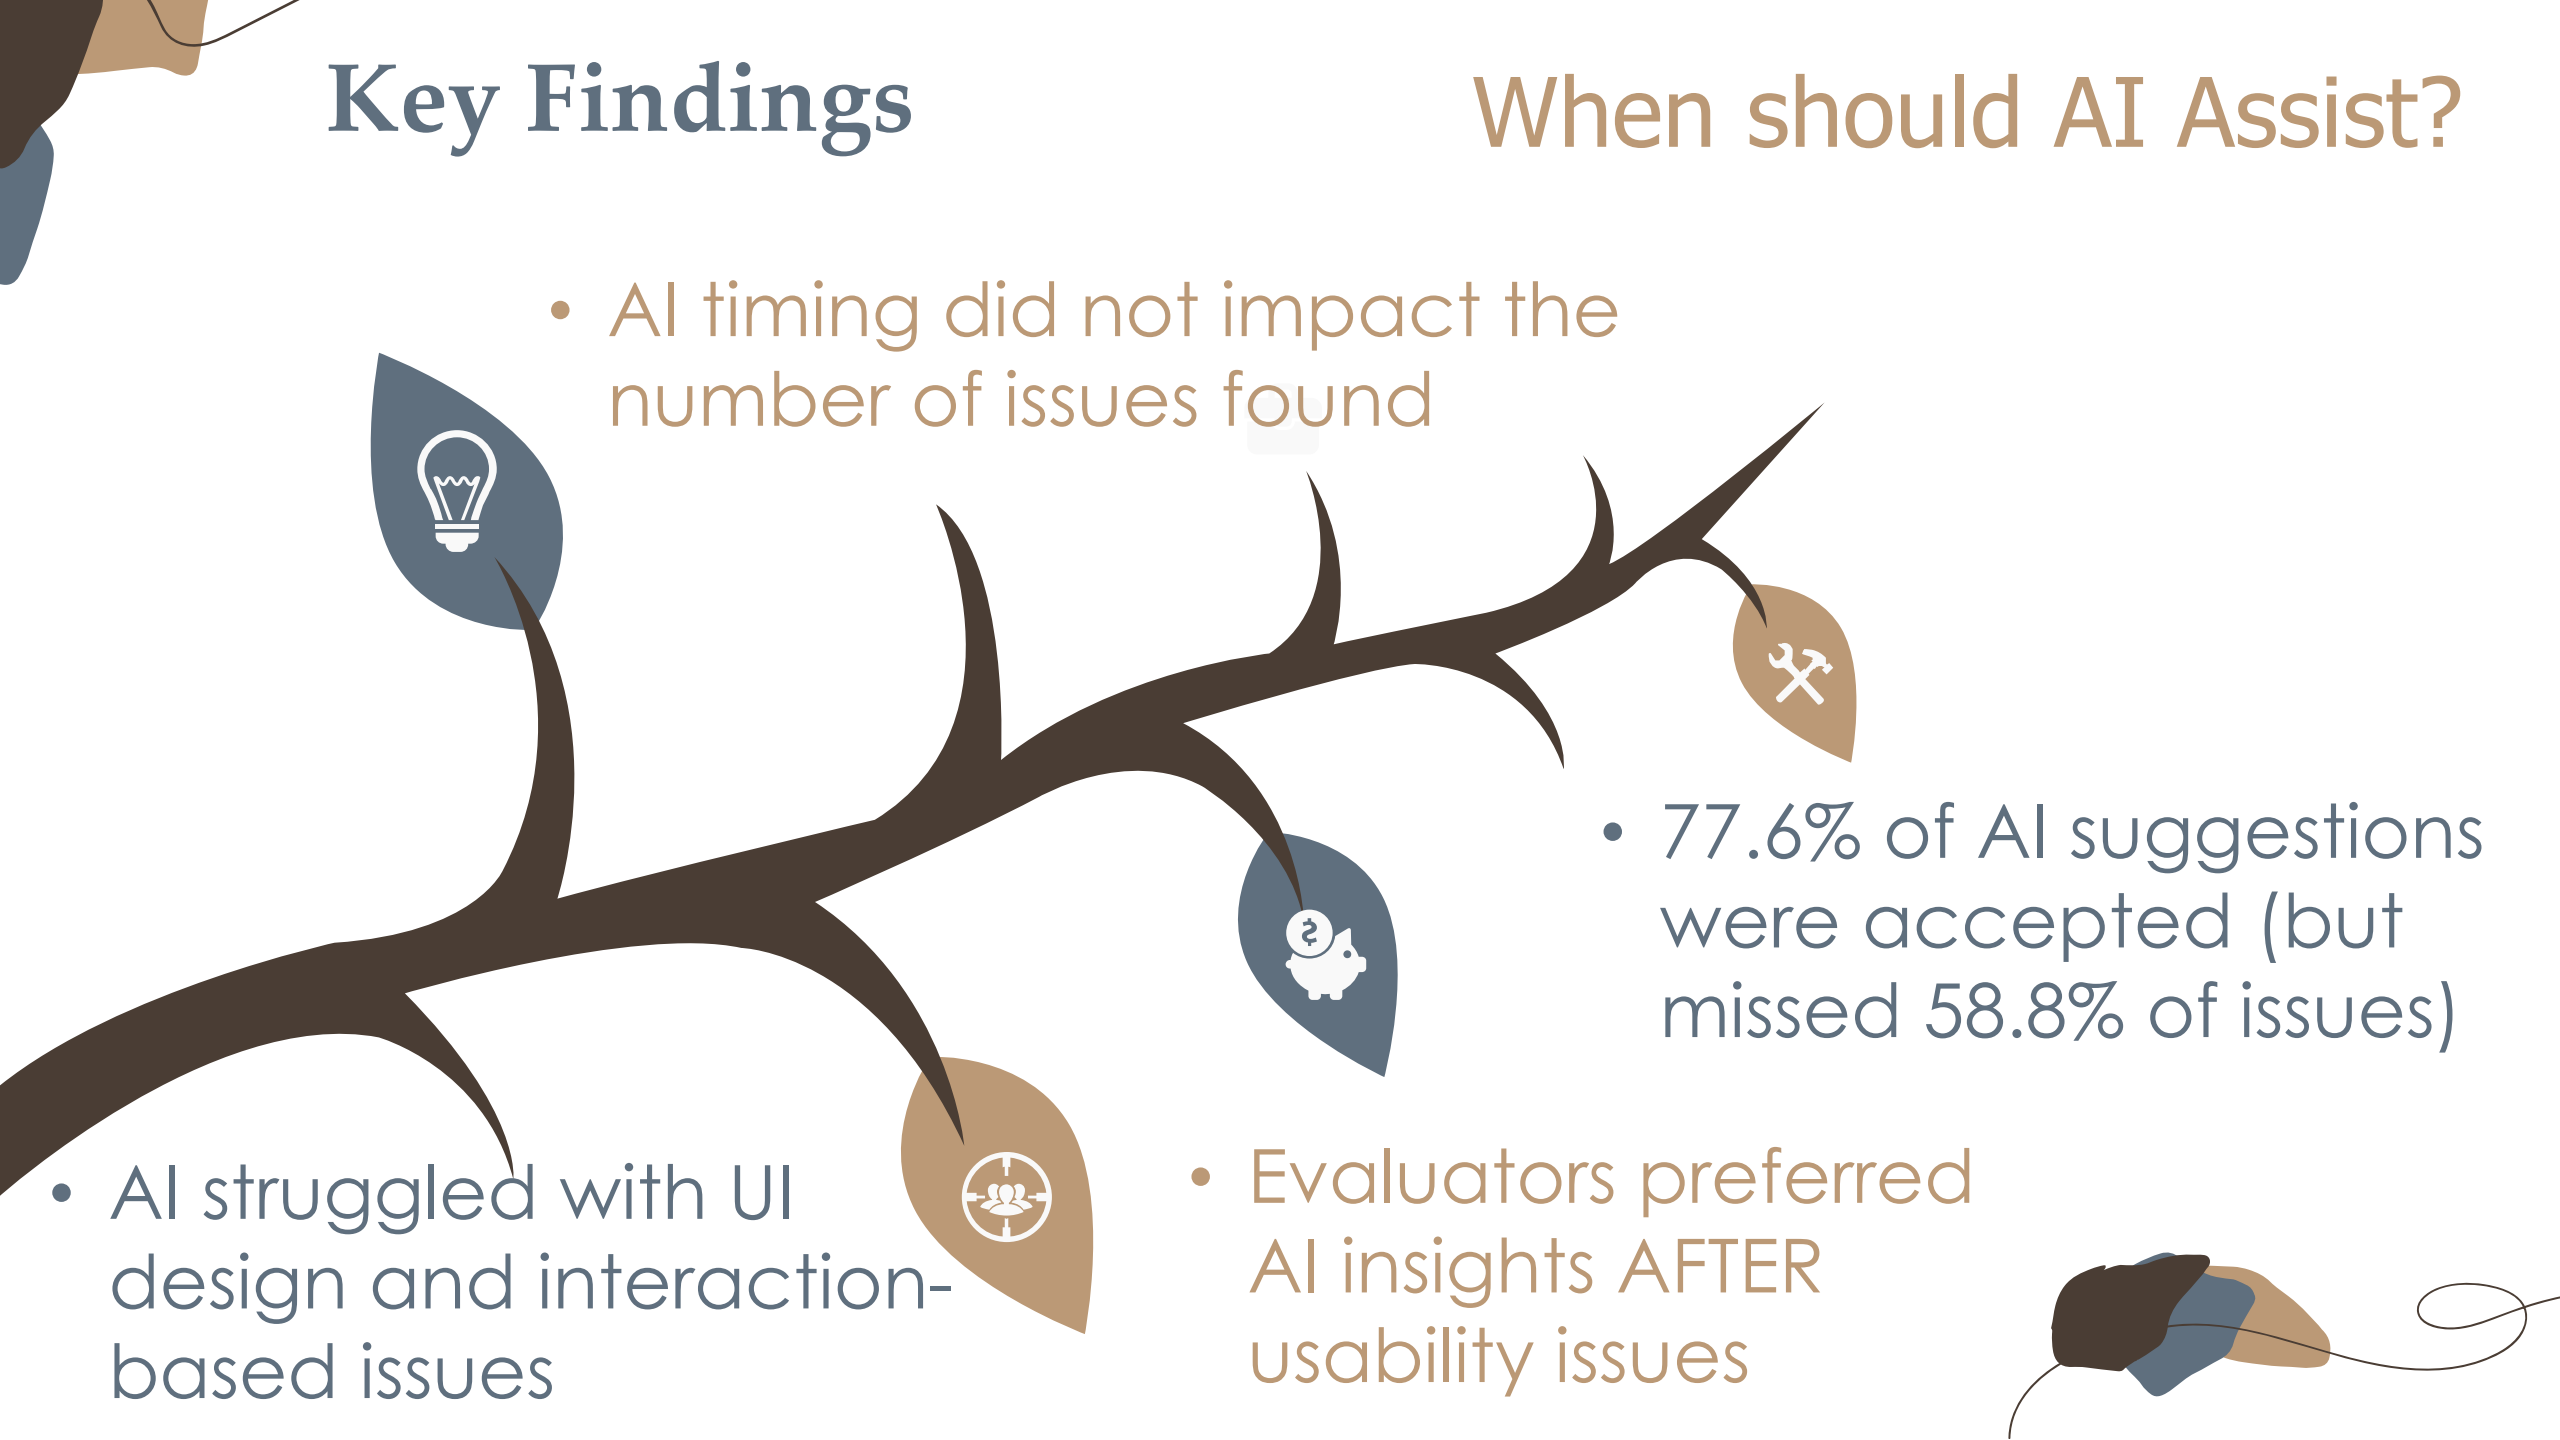 Key Findings
When should AI Assist?
• AI timing did not impact the
number of issues found
• 77.6% of AI suggestions
were accepted (but
missed 58.8% of issues)
$
• AI struggled with UI
design and interaction-
based issues
• Evaluators preferred
AI insights AFTER
usability issues